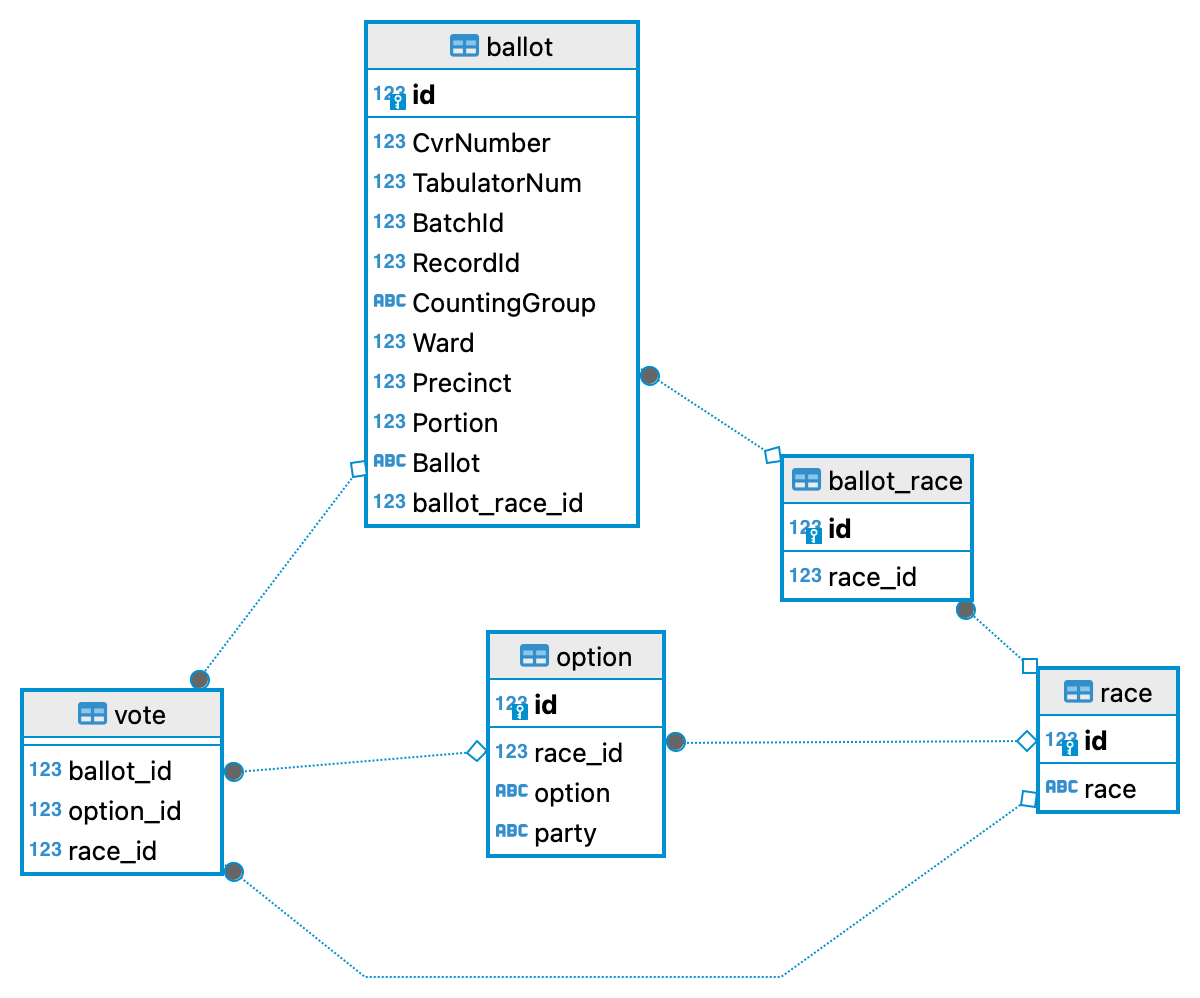 ballot
123 id
123 CvrNumber
123 TabulatorNum
123 BatchId
123 RecordId
ABC CountingGroup
123 Ward
123 Precinct
123 Portion
ABC Ballot
123 ballot_race_id
ballot_race
123 id
123 race_id
option
123 id
123 race_id
ABC option
ABC party
race
123 id
ABC race
vote
123 ballot_id
123 option_id
123 race_id